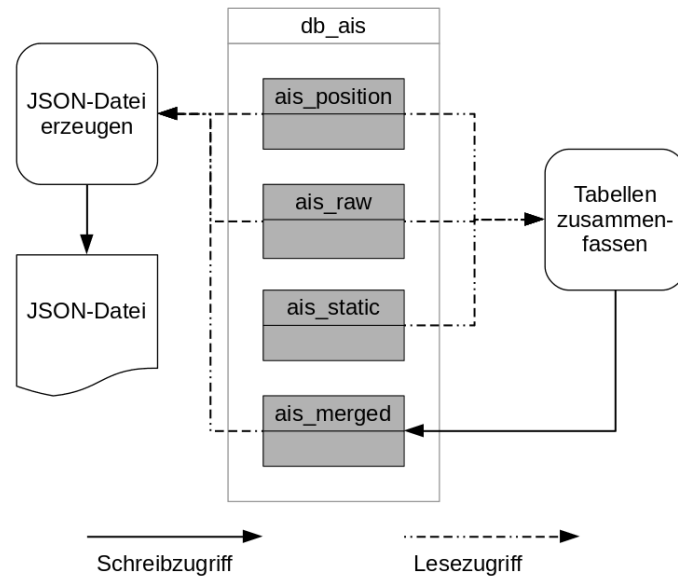 db_ais
JSON-Datei
erzeugen
ais_position
ais_raw
Tabellen
zusammen-
fassen
JSON-Datei
ais_static
ais_merged
Schreibzugriff
Lesezugriff